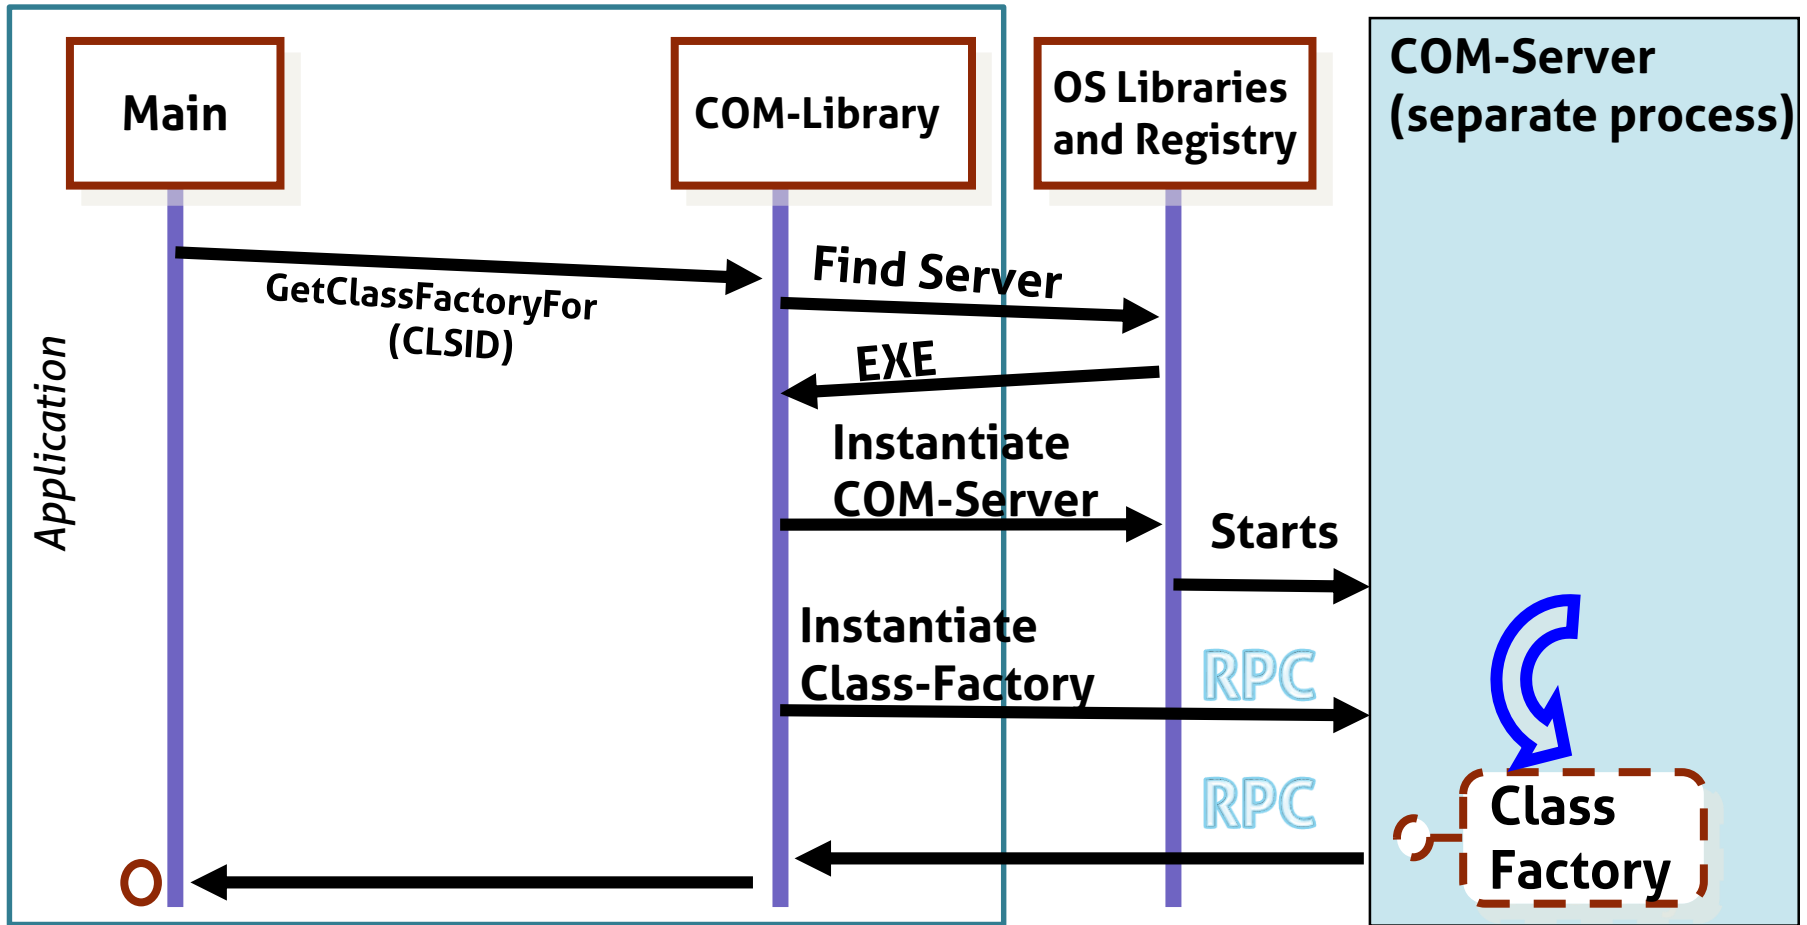 Main
COM-Library
OS Libraries
and Registry
COM-Server
(separate process)
Application
GetClassFactoryFor
(CLSID)
Find Server
EXE
Instantiate
COM-Server
Starts
Instantiate
Class-Factory
RPC
RPC
Class
Factory